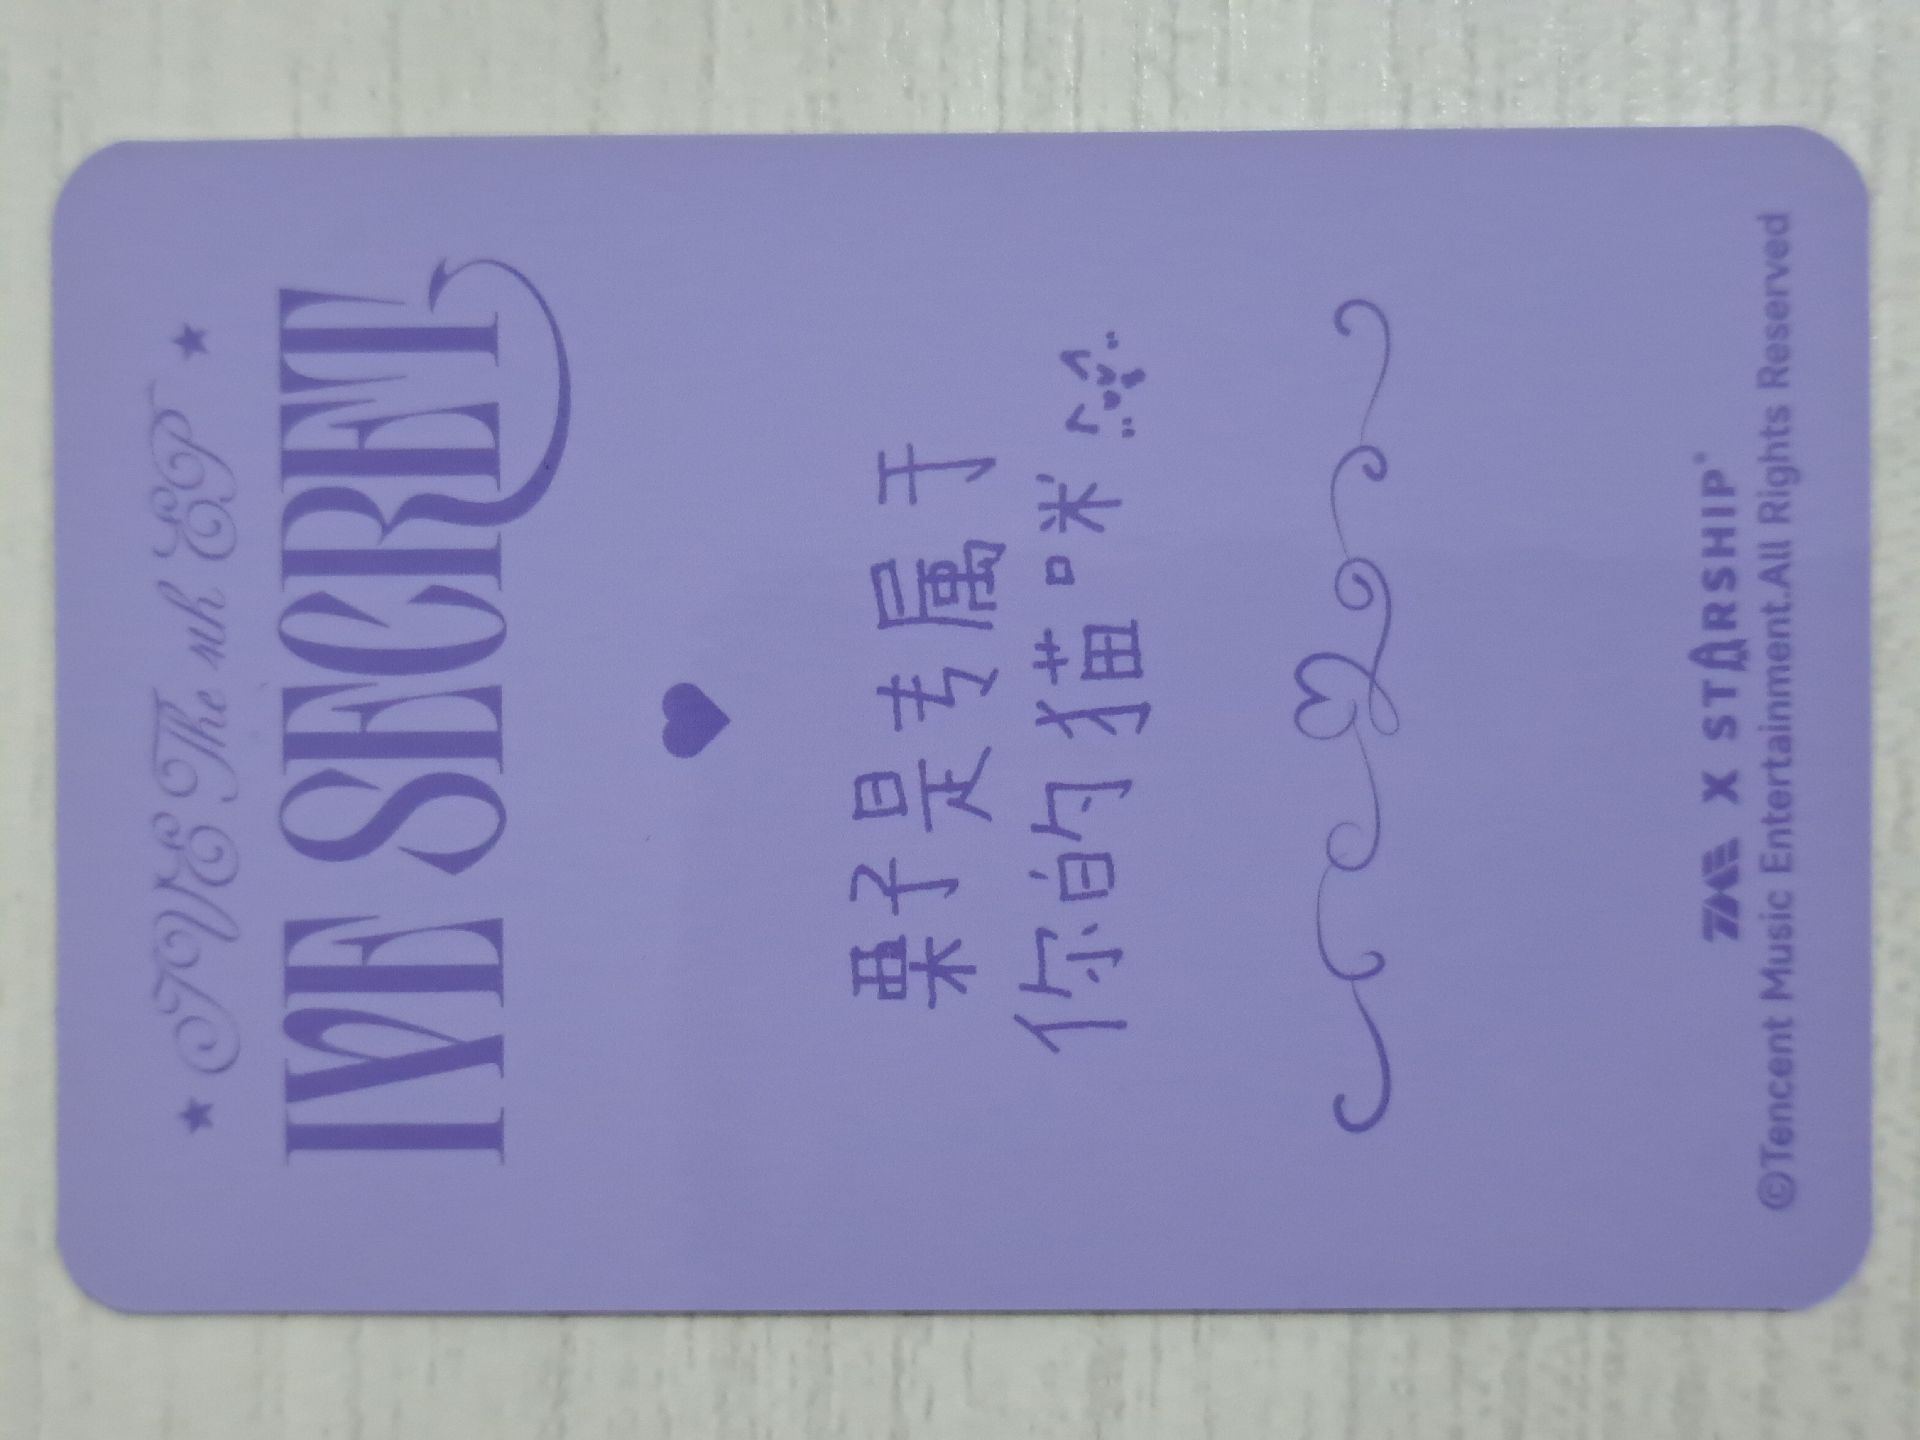 IVE The 4th EP
IVE SECRET
栗子是专属于
你的猫咪
TME X STARSHIP
©Tencent Music Entertainment.All Rights Reserved